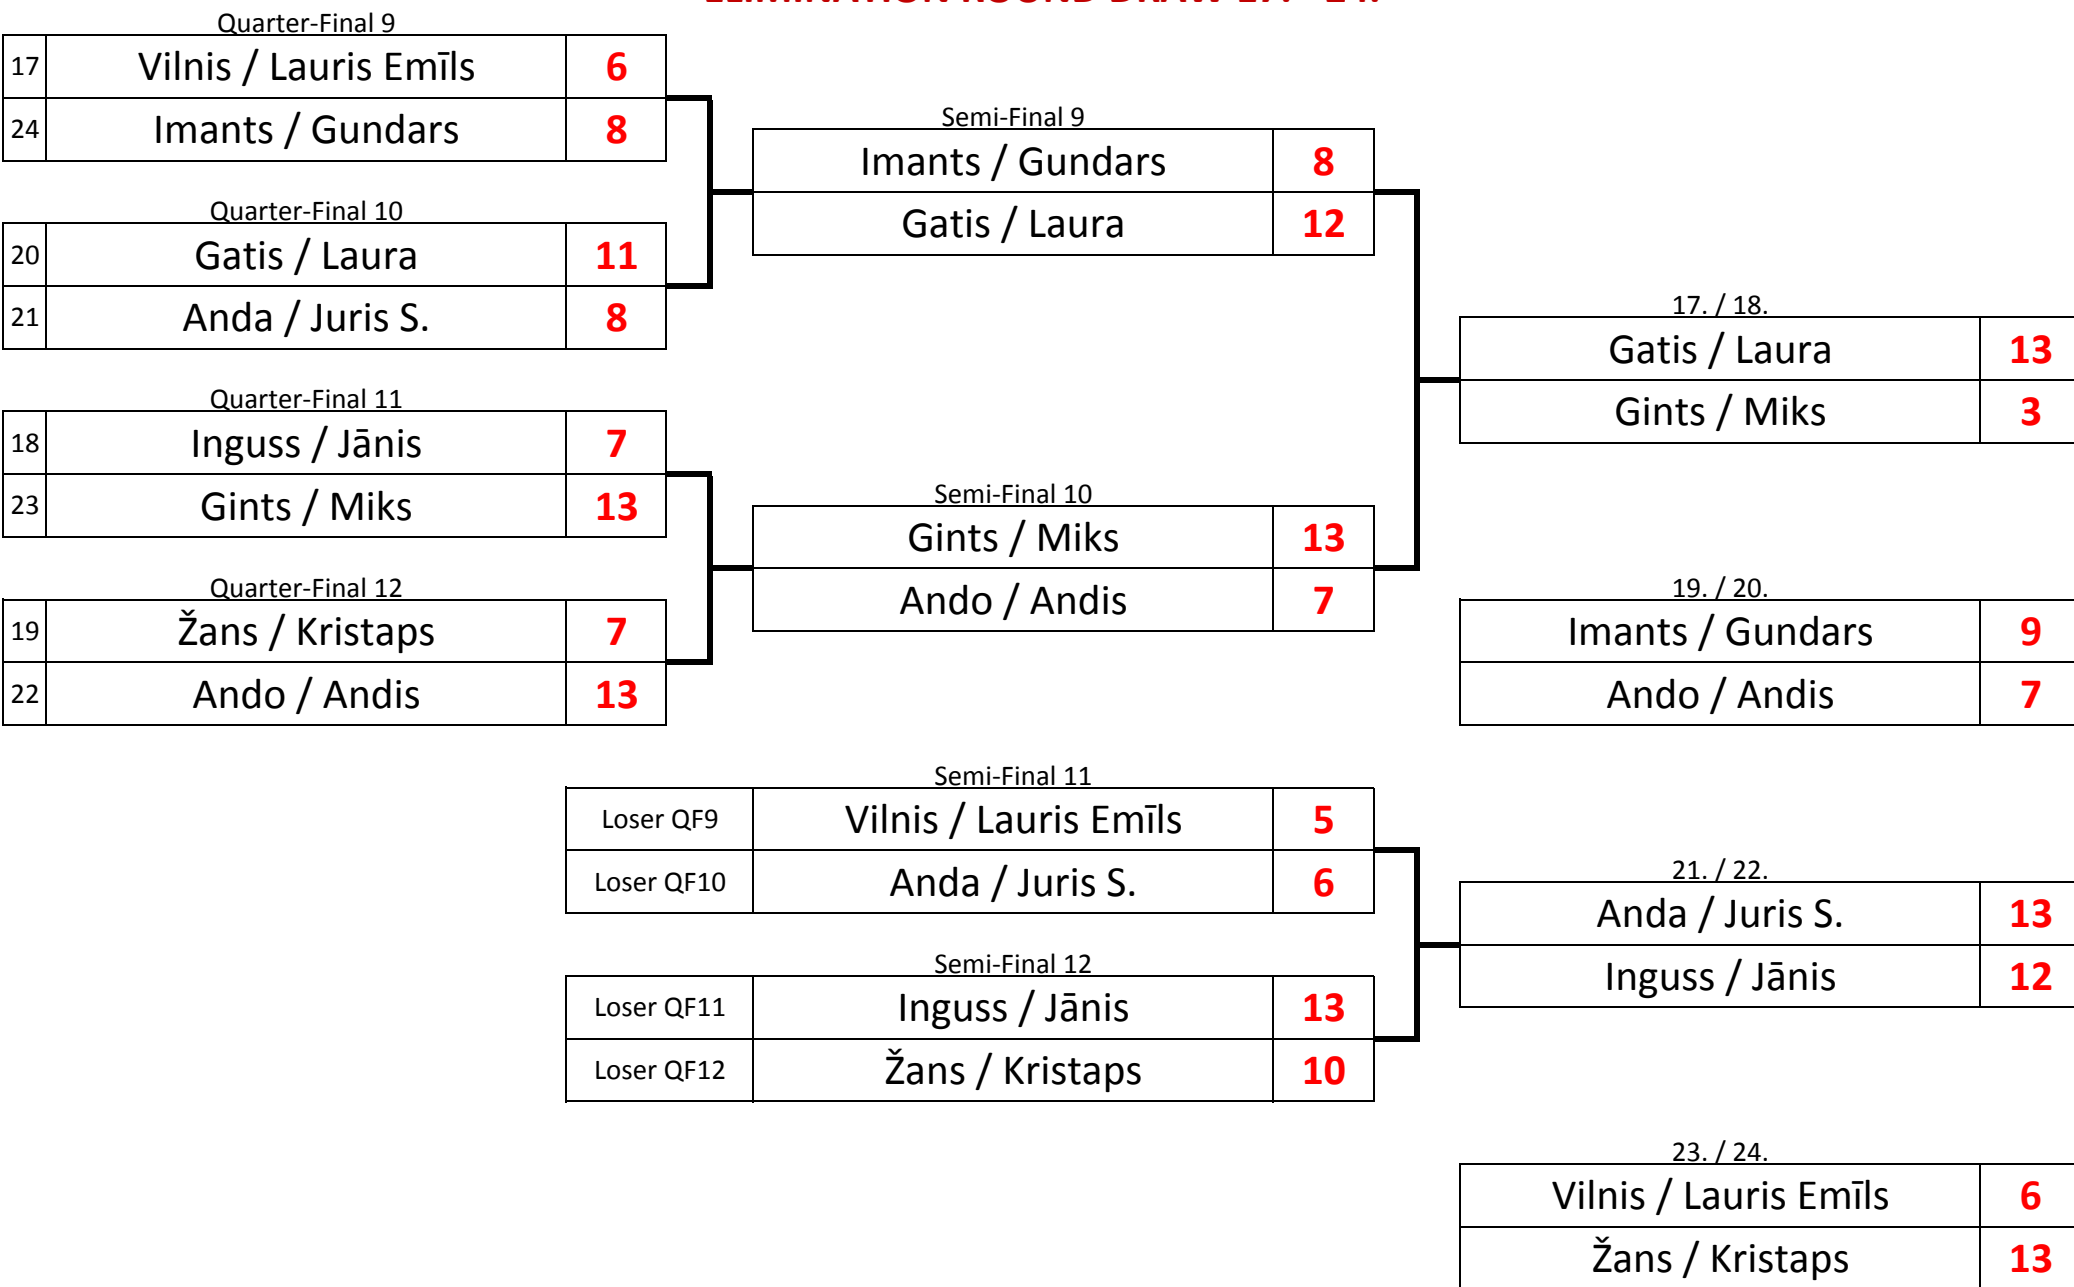 ELIMINATION ROUND DRAW 17. - 24.
Quarter-Final 9
17 Vilnis / Lauris Emīls 6
24 Imants / Gundars 8
Quarter-Final 10
20 Gatis / Laura 11
21 Anda / Juris S. 8
Quarter-Final 11
18 Inguss / Jānis 7
23 Gints / Miks 13
Quarter-Final 12
19 Žans / Kristaps 7
22 Ando / Andis 13
Semi-Final 9
Imants / Gundars 8
Gatis / Laura 12
Semi-Final 10
Gints / Miks 13
Ando / Andis 7
Semi-Final 11
Loser QF9 Vilnis / Lauris Emīls 5
Loser QF10 Anda / Juris S. 6
Semi-Final 12
Loser QF11 Inguss / Jānis 13
Loser QF12 Žans / Kristaps 10
17. / 18.
Gatis / Laura 13
Gints / Miks 3
19. / 20.
Imants / Gundars 9
Ando / Andis 7
21. / 22.
Anda / Juris S. 13
Inguss / Jānis 12
23. / 24.
Vilnis / Lauris Emīls 6
Žans / Kristaps 13